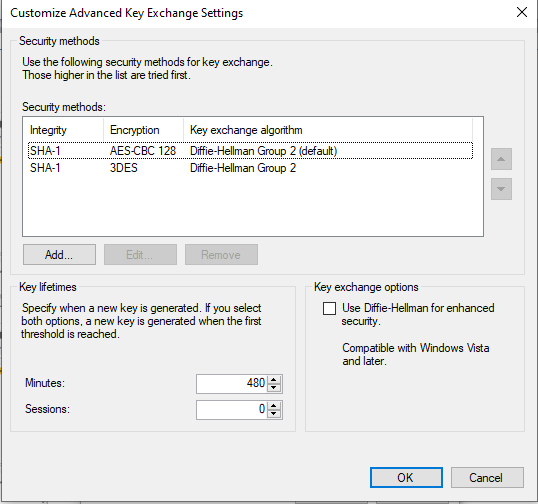 Customize Advanced Key Exchange Settings
Security methods
Use the following security methods for key exchange.
Those higher in the list are tried first.
Security methods:
Integrity Encryption Key exchange algorithm
SHA-1 AES-CBC 128 Diffie-Hellman Group 2 (default)
SHA-1 3DES Diffie-Hellman Group 2
Add... Edit... Remove
Key lifetimes
Specify when a new key is generated. If you select
both options, a new key is generated when the first
threshold is reached.
Minutes: 480
Sessions: 0
Key exchange options
Use Diffie-Hellman for enhanced
security.
Compatible with Windows Vista
and later.
OK Cancel